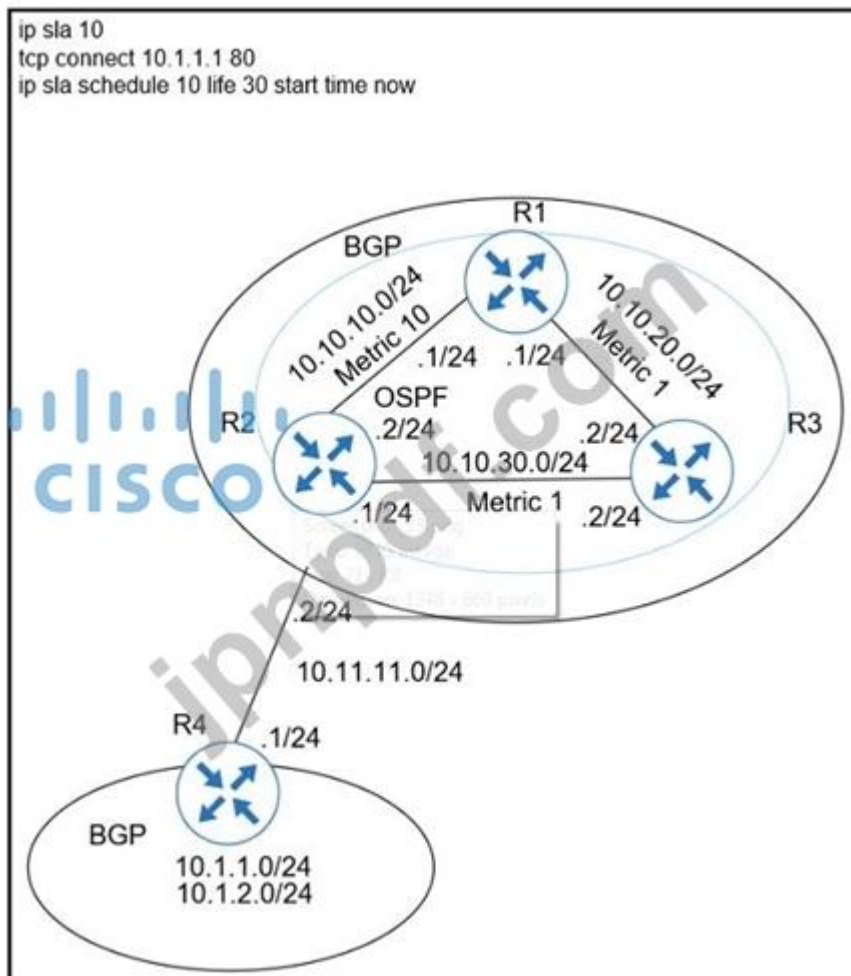 ip sla 10
tcp connect 10.1.1.1 80
ip sla schedule 10 life 30 start time now
R1
BGP
10.10.10.0/24
Metric 10
10.10.20.0/24
Metric 1
.1/24
.1/24
OSPF
R2
.2/24
.2/24
R3
10.10.30.0/24
CISCO
Metric 1
.1/24
.2/24
.2/24
jpnpdf.com
10.11.11.0/24
R4
.1/24
BGP
10.1.1.0/24
10.1.2.0/24